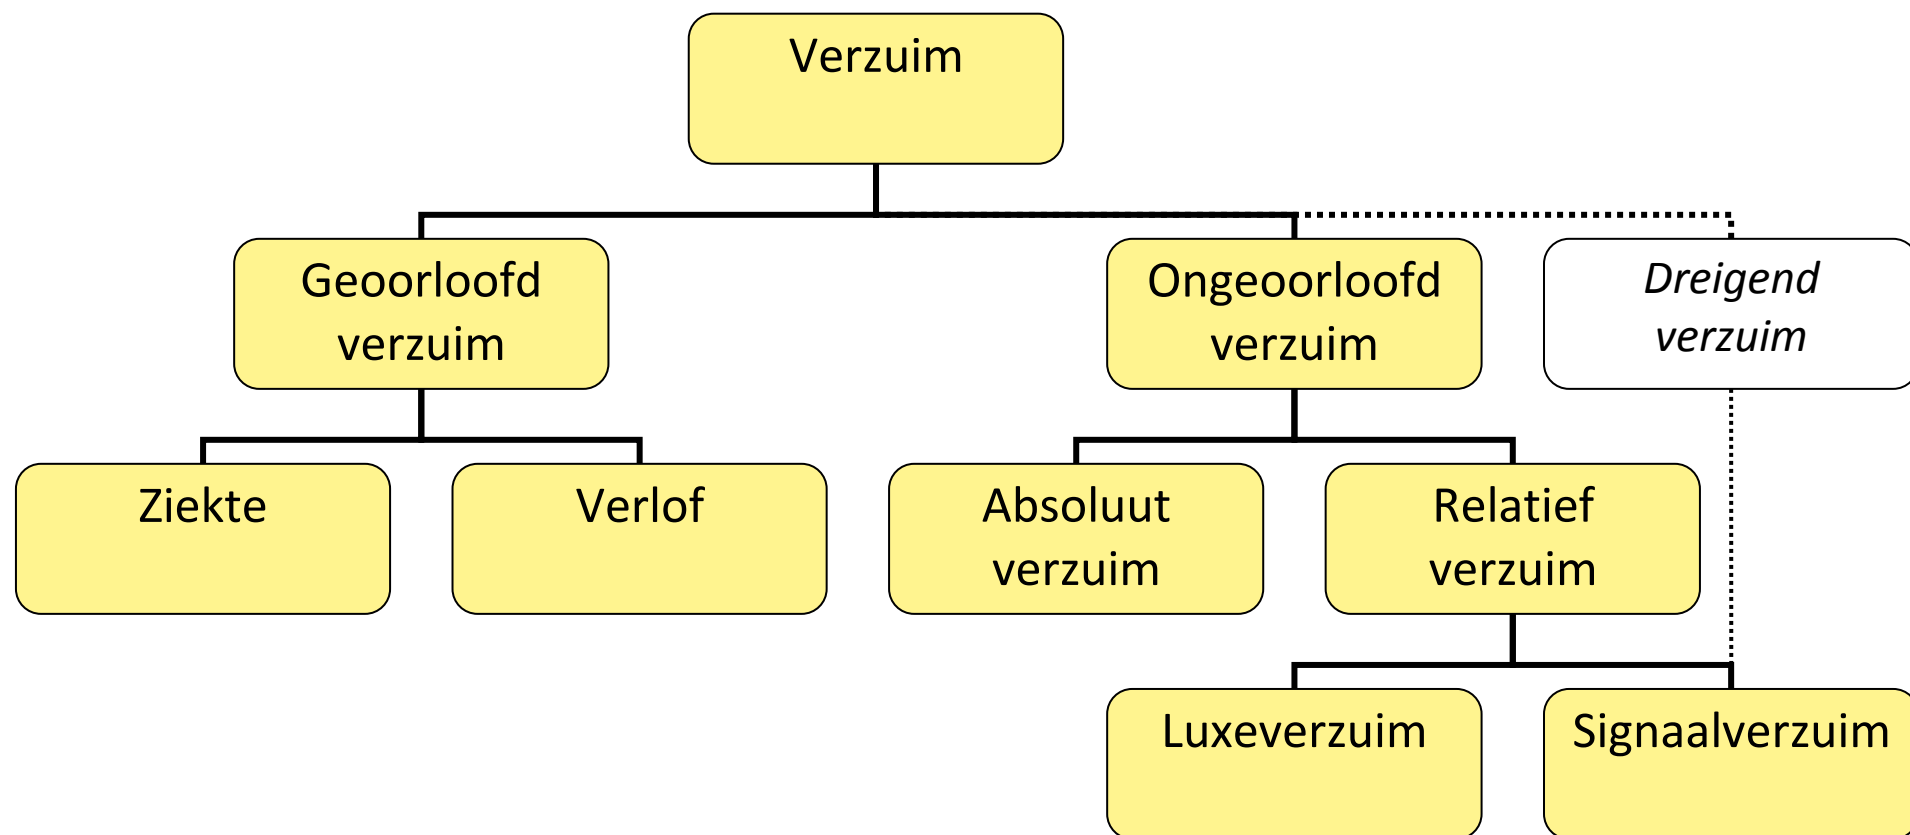 Verzuim
Geoorloofd
verzuim
Ongeoorloofd
verzuim
Dreigend
verzuim
Ziekte
Verlof
Absoluut
verzuim
Relatief
verzuim
Luxeverzuim
Signaalverzuim